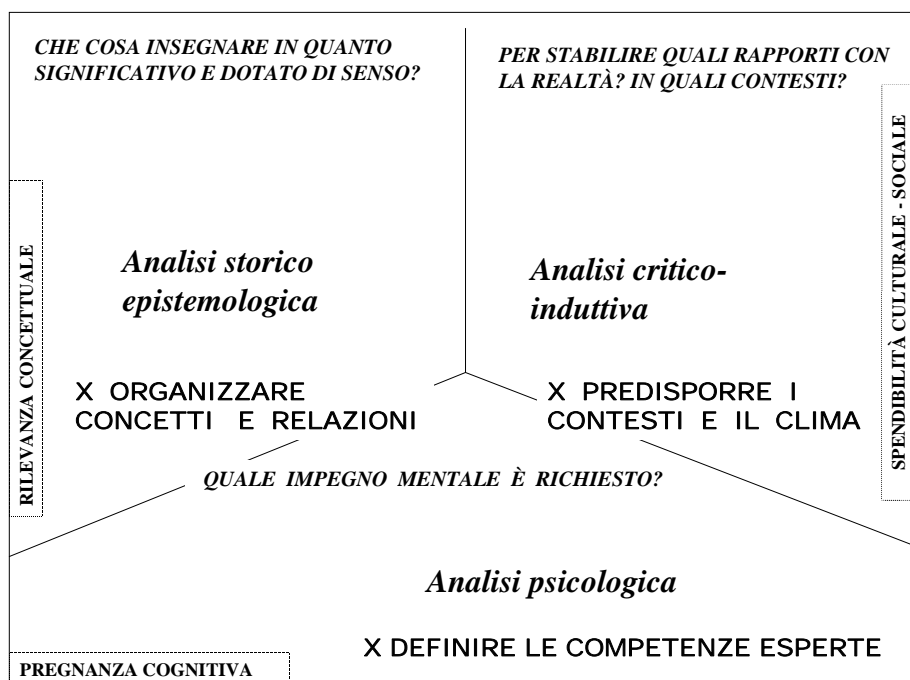 CHE COSA INSEGNARE IN QUANTO
SIGNIFICATIVO E DOTATO DI SENSO?
PER STABILIRE QUALI RAPPORTI CON
LA REALTÀ? IN QUALI CONTESTI?
RILEVANZA CONCETTUALE
Analisi storico
epistemologica
Analisi critico-
induttiva
SPENDIBILITÀ CULTURALE - SOCIALE
X ORGANIZZARE
CONCETTI E RELAZIONI
X PREDISPORRE I
CONTESTI E IL CLIMA
QUALE IMPEGNO MENTALE È RICHIESTO?
Analisi psicologica
X DEFINIRE LE COMPETENZE ESPERTE
PREGNANZA COGNITIVA